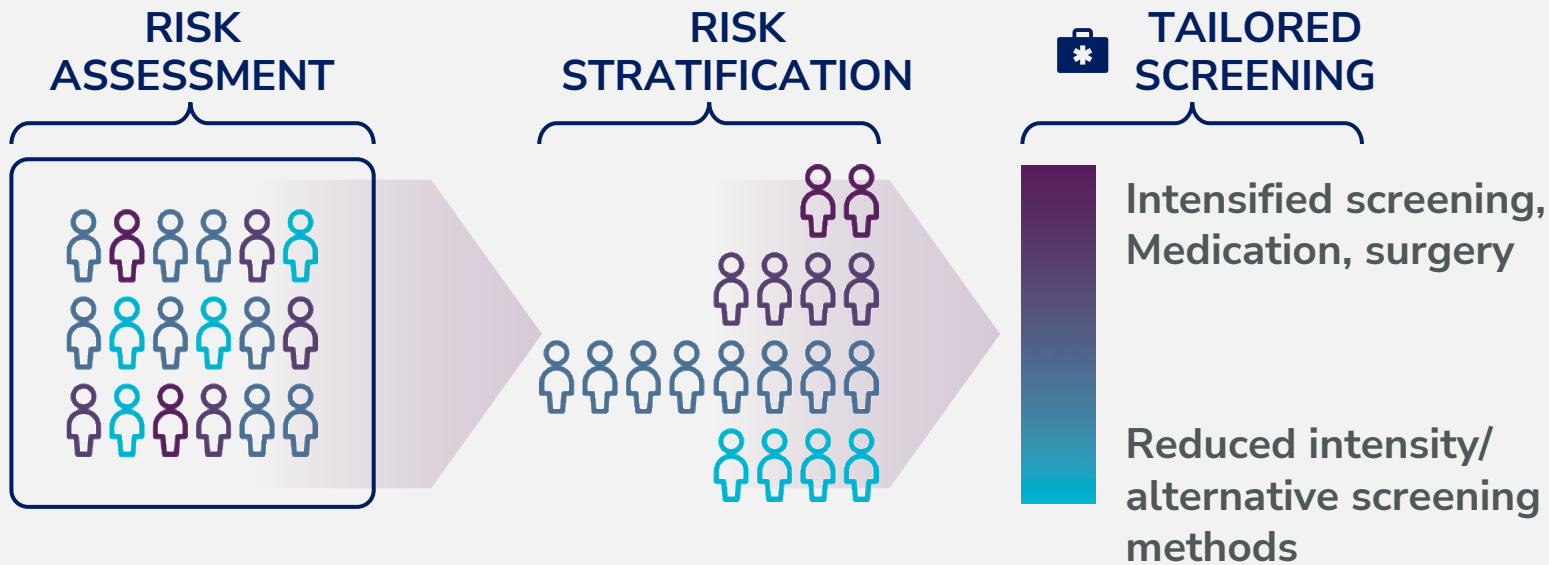 RISK
ASSESSMENT
RISK
STRATIFICATION
TAILORED
SCREENING
Intensified screening,
Medication, surgery
Reduced intensity/
alternative screening
methods